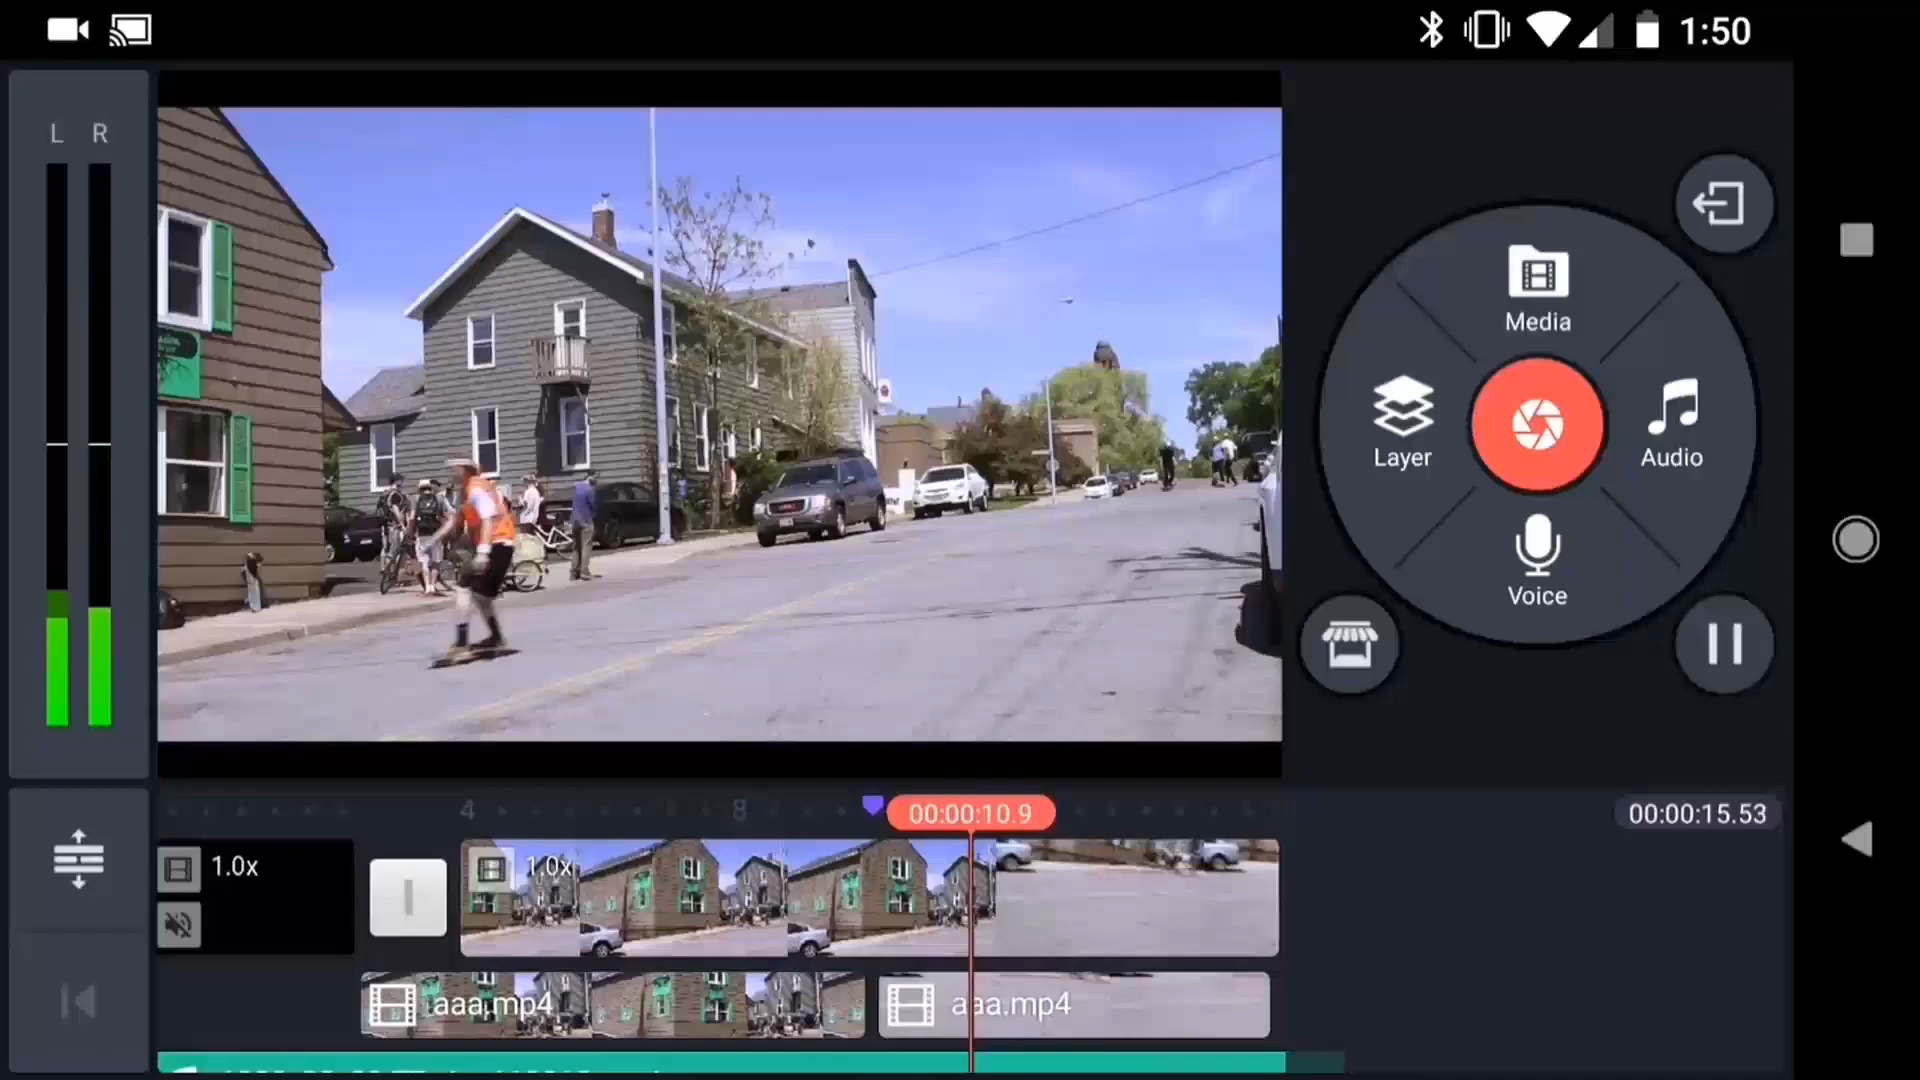 1:50
L R
Media
Layer
Audio
Voice
4
8
00:00:10.9
00:00:15.53
1.0x
1.0x
aaa.mp4
aaa.mp4